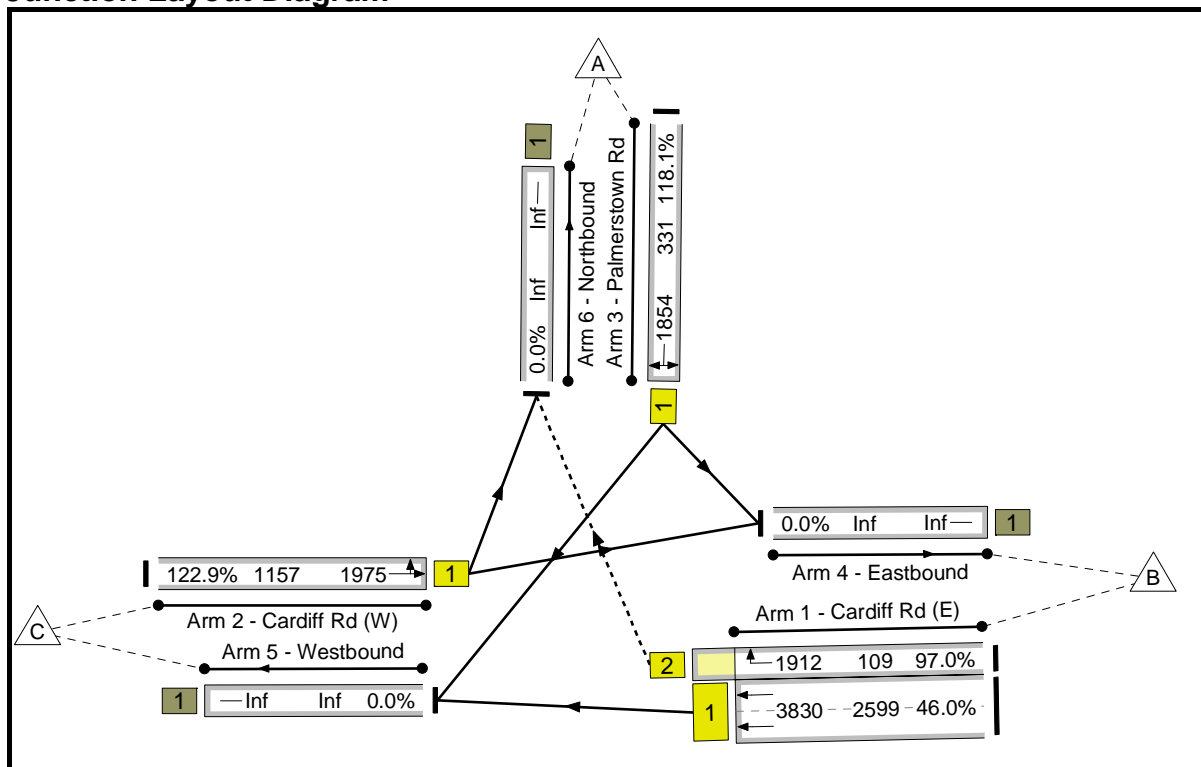 Junction Layout Diagram
A
1
1
0.0% Inf Inf
Arm 6 - Northbound
Arm 3 - Palmerstown Rd
1854 331 118.1%
0.0% Inf Inf
1
122.9% 1157 1975
1
Arm 4 - Eastbound
B
Arm 2 - Cardiff Rd (W)
Arm 1 - Cardiff Rd (E)
C
Arm 5 - Westbound
2
1912 109 97.0%
1
Inf Inf 0.0%
1
3830 2599 46.0%